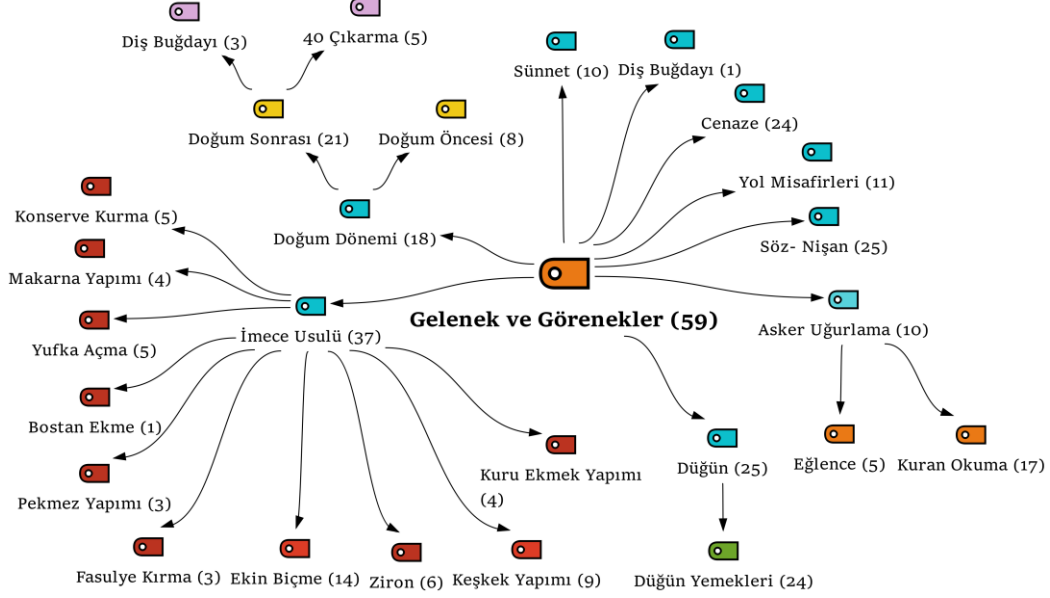 Diş Buğdayı (3)
40 Çıkarma (5)
Sünnet (10)
Diş Buğdayı (1)
Cenaze (24)
Doğum Sonrası (21)
Doğum Öncesi (8)
Yol Misafirleri (11)
Konserve Kurma (5)
Doğum Dönemi (18)
Söz- Nişan (25)
Makarna Yapımı (4)
Gelenek ve Görenekler (59)
Asker Uğurlama (10)
Yufka Açma (5)
İmece Usulü (37)
Bostan Ekme (1)
Kuru Ekmek Yapımı
(4)
Düğün (25)
Eğlence (5)
Kuran Okuma (17)
Pekmez Yapımı (3)
Fasulye Kırma (3)
Ekin Biçme (14)
Ziron (6)
Keşkek Yapımı (9)
Düğün Yemekleri (24)